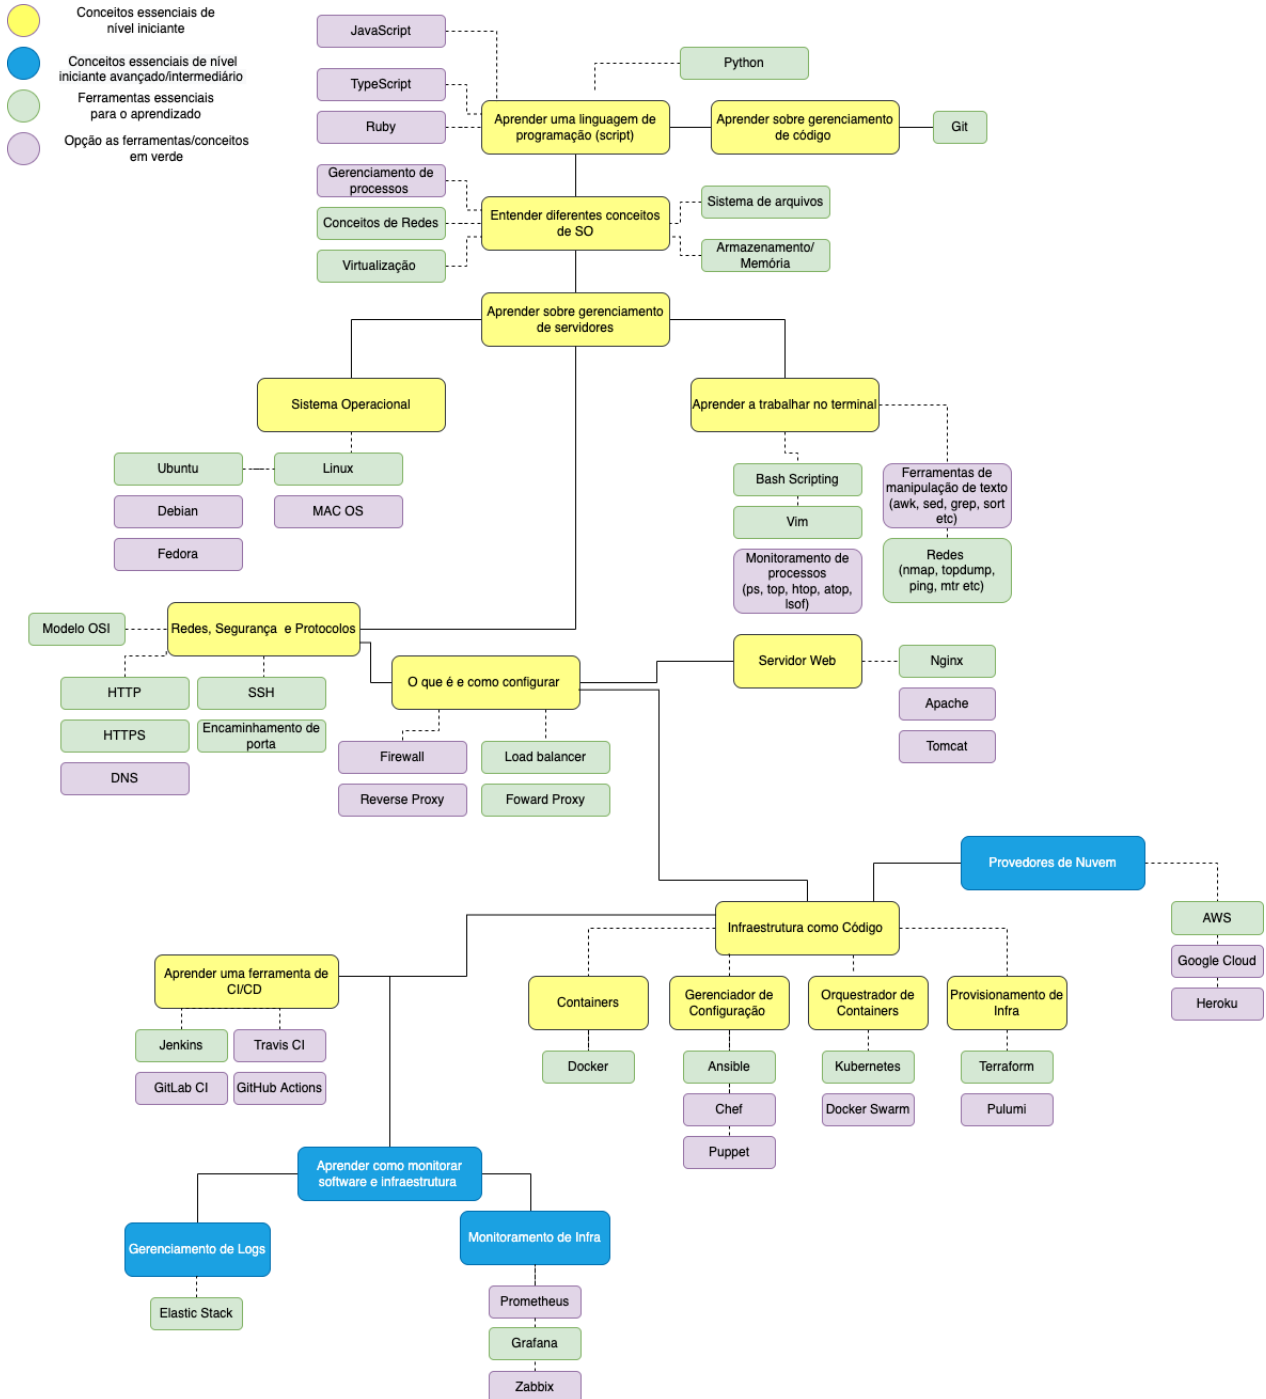 Conceitos essenciais de
nível iniciante
Conceitos essenciais de nível
iniciante avançado/intermediário
Ferramentas essenciais
para o aprendizado
Opção as ferramentas/conceitos
em verde
JavaScript
TypeScript
Ruby
Python
Aprender uma linguagem de
programação (script)
Aprender sobre gerenciamento
de código
Git
Gerenciamento de
processos
Conceitos de Redes
Virtualização
Entender diferentes conceitos
de SO
Sistema de arquivos
Armazenamento/
Memória
Aprender sobre gerenciamento
de servidores
Sistema Operacional
Aprender a trabalhar no terminal
Ubuntu
Linux
Debian
MAC OS
Fedora
Bash Scripting
Vim
Monitoramento de
processos
(ps, top, htop, atop,
lsof)
Ferramentas de
manipulação de texto
(awk, sed, grep, sort
etc)
Redes
(nmap, topdump,
ping, mtr etc)
Modelo OSI
Redes, Segurança  e Protocolos
HTTP
SSH
HTTPS
Encaminhamento de
porta
DNS
O que é e como configurar
Firewall
Load balancer
Reverse Proxy
Foward Proxy
Servidor Web
Nginx
Apache
Tomcat
Provedores de Nuvem
AWS
Google Cloud
Heroku
Infraestrutura como Código
Aprender uma ferramenta de
CI/CD
Jenkins
Travis CI
GitLab CI
GitHub Actions
Containers
Gerenciador de
Configuração
Orquestrador de
Containers
Provisionamento de
Infra
Docker
Ansible
Kubernetes
Terraform
Chef
Docker Swarm
Pulumi
Puppet
Aprender como monitorar
software e infraestrutura
Gerenciamento de Logs
Monitoramento de Infra
Elastic Stack
Prometheus
Grafana
Zabbix